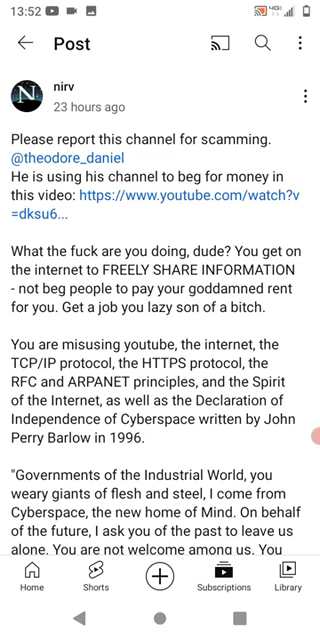 13:52
4G
Post
N
nirv
23 hours ago
Please report this channel for scamming.
@theodore_daniel
He is using his channel to beg for money in
this video: https://www.youtube.com/watch?v
=dksu6...
What the fuck are you doing, dude? You get on
the internet to FREELY SHARE INFORMATION
- not beg people to pay your goddamned rent
for you. Get a job you lazy son of a bitch.
You are misusing youtube, the internet, the
TCP/IP protocol, the HTTPS protocol, the
RFC and ARPANET principles, and the Spirit
of the Internet, as well as the Declaration of
Independence of Cyberspace written by John
Perry Barlow in 1996.
"Governments of the Industrial World, you
weary giants of flesh and steel, I come from
Cyberspace, the new home of Mind. On behalf
of the future, I ask you of the past to leave us
alone. You are not welcome among us. You
Home
Shorts
Subscriptions
Library